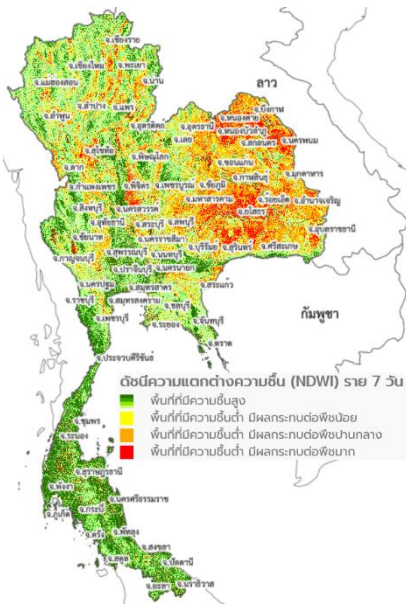 จ.เชียงราย
จ.เชียงใหม่
จ.พะเยา
จ.แม่ฮ่องสอน
จ.น่าน
จ.ลำปาง
จ.แพร่
จ.ลำพูน
จ.อุตรดิตถ์
จ.ตาก
จ.สุโขทัย
จ.พิษณุโลก
จ.กำแพงเพชร
จ.พิจิตร
จ.เพชรบูรณ์
ลาว
จ.บึงกาฬ
จ.หนองคาย
จ.อุดรธานี
จ.เลย
จ.หนองบัวลำภู
จ.สกลนคร
จ.นครพนม
จ.ขอนแก่น
จ.กาฬสินธุ์
จ.มุกดาหาร
จ.ชัยภูมิ
จ.มหาสารคาม
จ.ร้อยเอ็ด
จ.อำนาจเจริญ
จ.ยโสธร
จ.อุบลราชธานี
จ.สิงห์บุรี
จ.นครสวรรค์
จ.อุทัยธานี
จ.สระบุรี
จ.ลพบุรี
จ.ชัยนาท
จ.นครราชสีมา
จ.บุรีรัมย์
จ.สุรินทร์
จ.ศรีสะเกษ
จ.สุพรรณบุรี
จ.นนทบุรี
จ.กาญจนบุรี
จ.ปราจีนบุรี
จ.นครนายก
จ.นครปฐม
จ.สมุทรสาคร
จ.สระแก้ว
จ.ราชบุรี
จ.สมุทรสงคราม
จ.ชลบุรี
จ.เพชรบุรี
จ.ระยอง
จ.จันทบุรี
จ.ตราด
กัมพูชา
จ.ประจวบคีรีขันธ์
ดัชนีความแตกต่างความชื้น (NDWI) ราย 7 วัน
พื้นที่ที่มีความชื้นสูง
พื้นที่ที่มีความชื้นต่ำ มีผลกระทบต่อพืชน้อย
พื้นที่ที่มีความชื้นต่ำ มีผลกระทบต่อพืชปานกลาง
พื้นที่ที่มีความชื้นต่ำ มีผลกระทบต่อพืชมาก
จ.ชุมพร
จ.ระนอง
จ.สุราษฎร์ธานี
จ.พังงา
จ.นครศรีธรรมราช
จ.กระบี่
จ.ภูเก็ต
จ.ตรัง
จ.พัทลุง
จ.สตูล
จ.สงขลา
จ.ปัตตานี
จ.ยะลา
จ.นราธิวาส